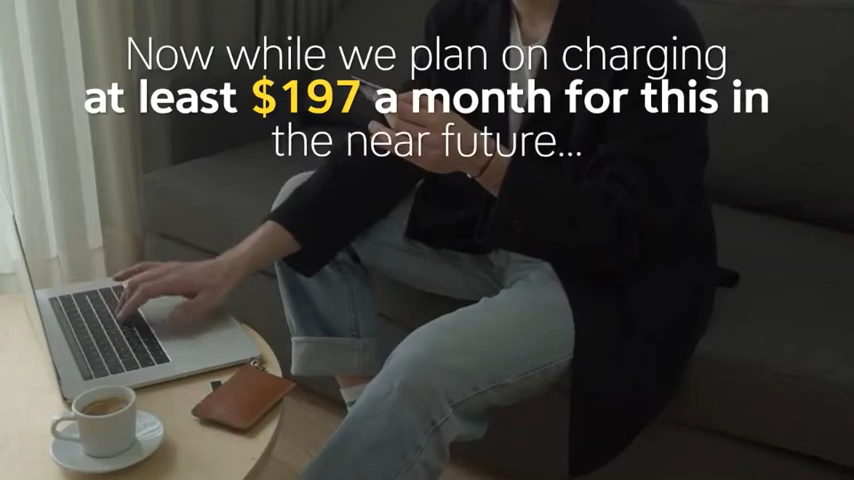 Now while we plan on charging
at least $197 a month for this in
the near future...